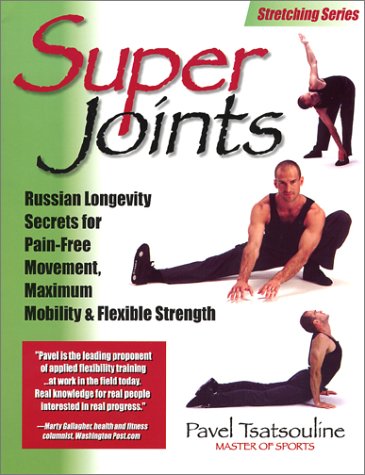 Stretching Series
Super
Joints
Russian Longevity
Secrets for
Pain-Free
Movement,
Maximum
Mobility & Flexible Strength
"Pavel is the leading proponent
of applied flexibility training
...at work in the field today.
Real knowledge for real people
interested in real progress."
—Marty Gallagher, health and fitness
columnist, Washington Post.com
Pavel Tsatsouline
MASTER OF SPORTS